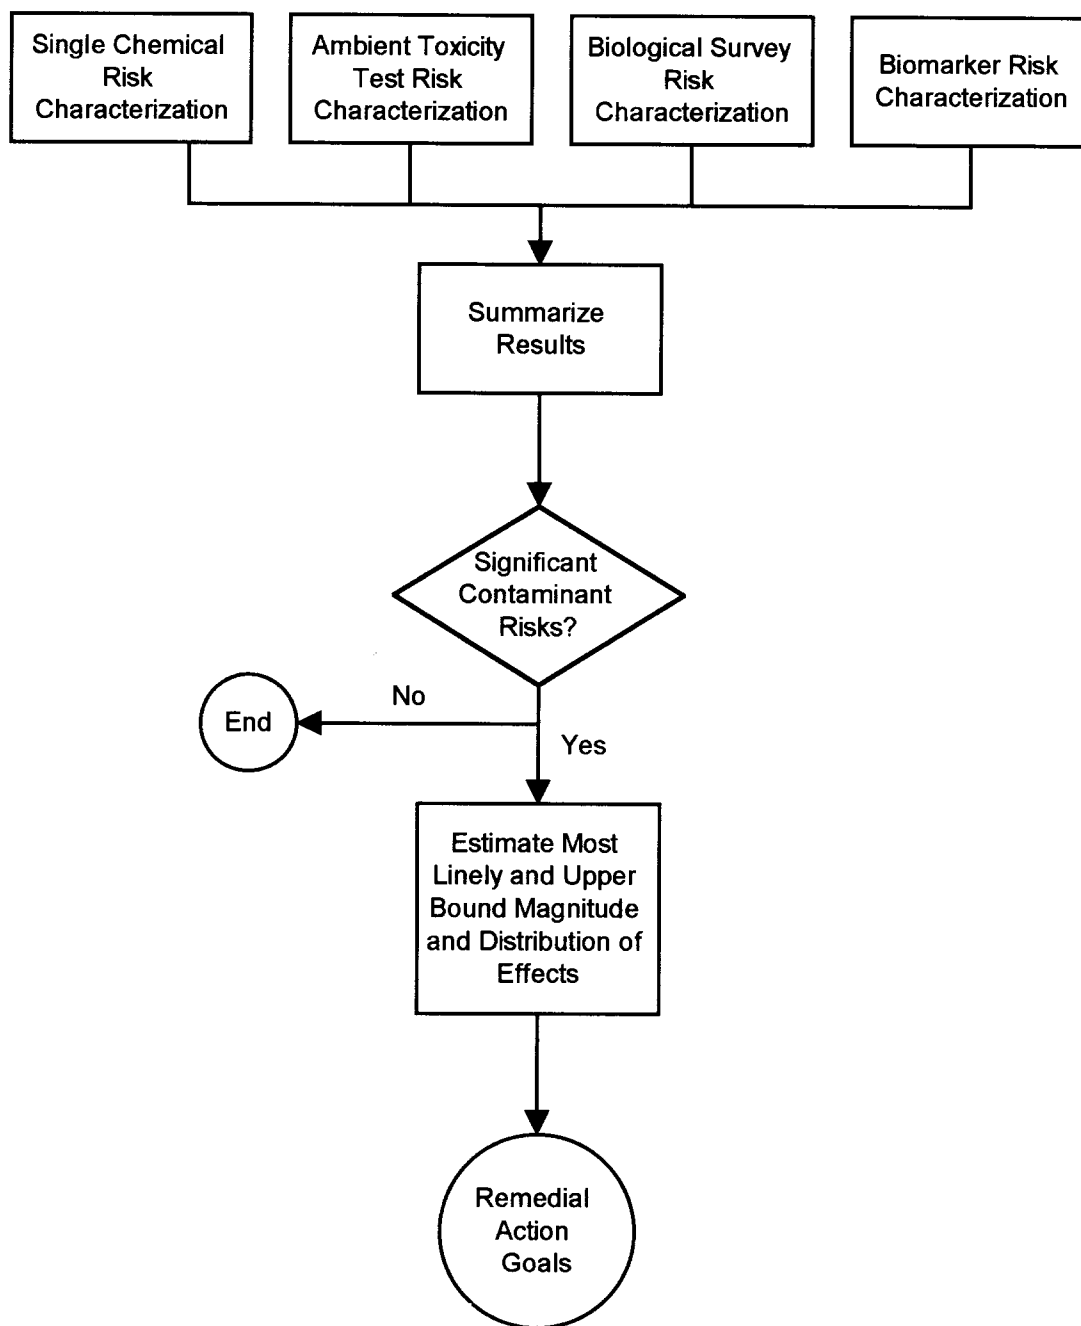 Single Chemical
Risk
Characterization
Ambient Toxicity
Test Risk
Characterization
Biological Survey
Risk
Characterization
Biomarker Risk
Characterization
Summarize
Results
Significant
Contaminant
Risks?
No
End
Yes
Estimate Most
Linely and Upper
Bound Magnitude
and Distribution of
Effects
Remedial
Action
Goals